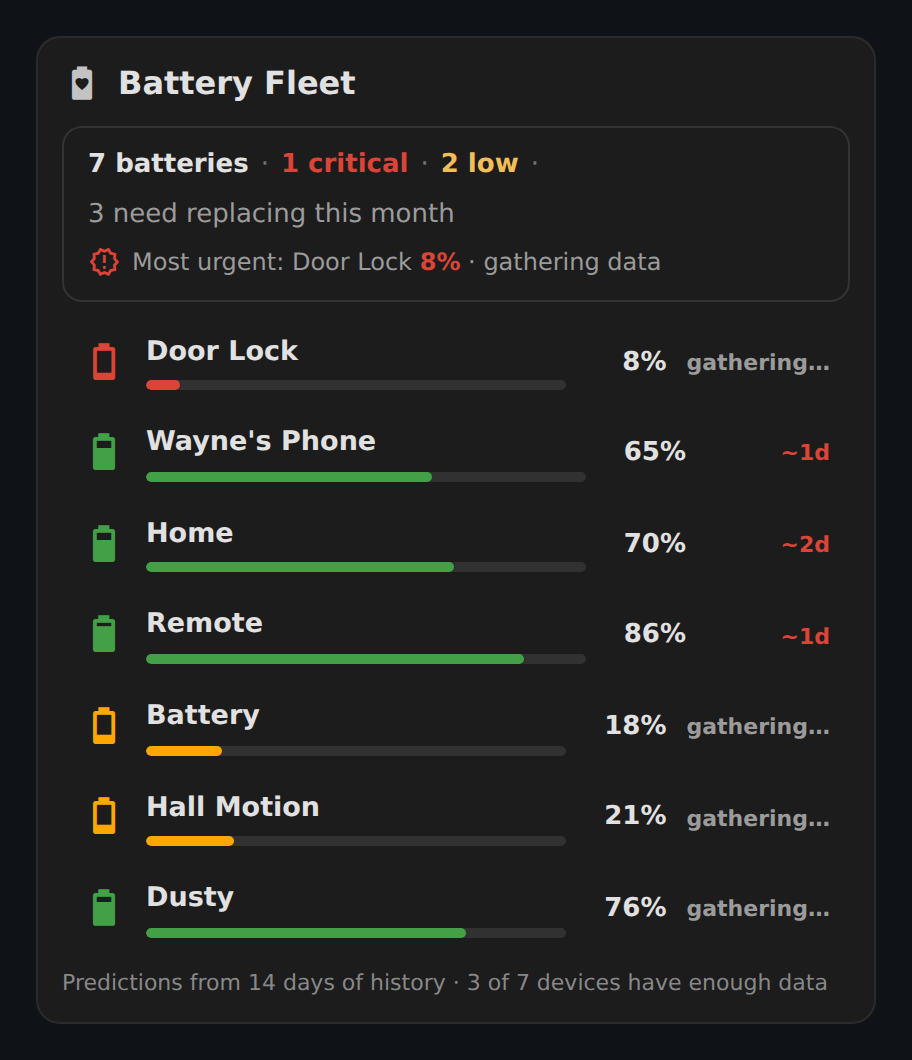 Battery Fleet
7 batteries · 1 critical · 2 low ·
3 need replacing this month
Most urgent: Door Lock 8% · gathering data
Door Lock 8% gathering…
Wayne's Phone 65% ~1d
Home 70% ~2d
Remote 86% ~1d
Battery 18% gathering…
Hall Motion 21% gathering…
Dusty 76% gathering…
Predictions from 14 days of history · 3 of 7 devices have enough data